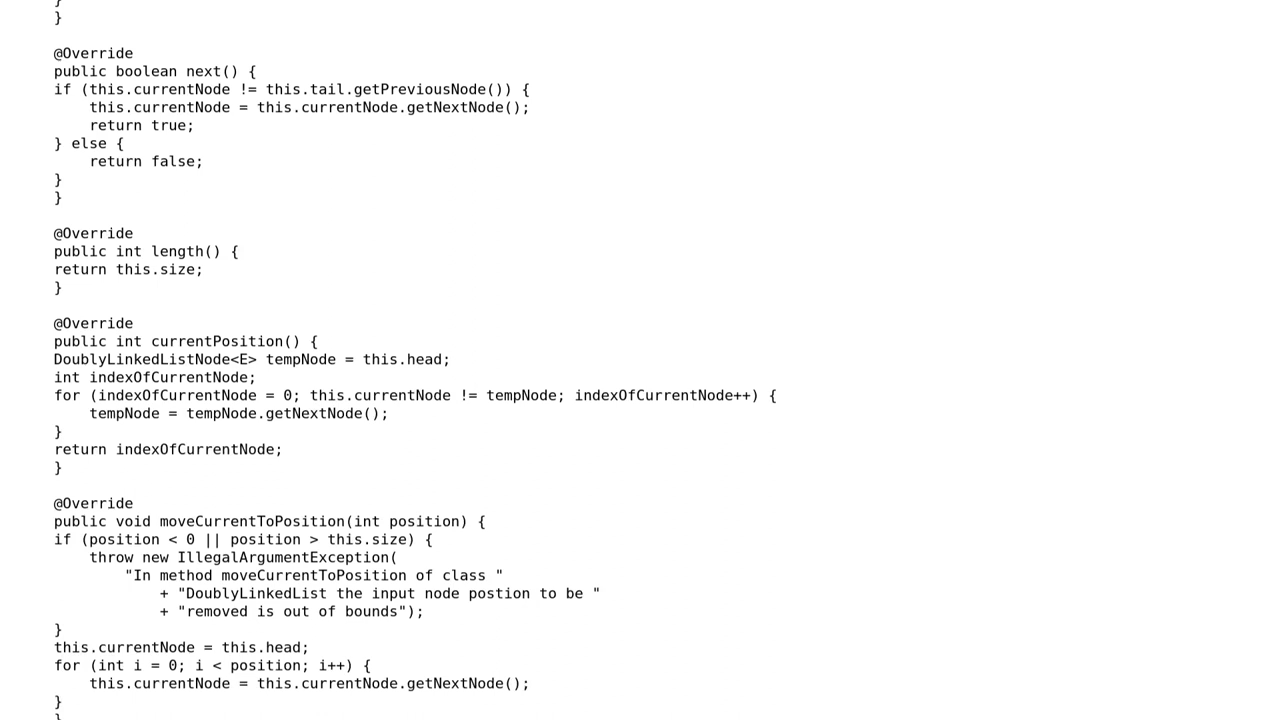 }
}
@Override
public boolean next() {
if (this.currentNode != this.tail.getPreviousNode()) {
    this.currentNode = this.currentNode.getNextNode();
    return true;
} else {
    return false;
}
}
@Override
public int length() {
return this.size;
}
@Override
public int currentPosition() {
DoublyLinkedListNode<E> tempNode = this.head;
int indexOfCurrentNode;
for (indexOfCurrentNode = 0; this.currentNode != tempNode; indexOfCurrentNode++) {
    tempNode = tempNode.getNextNode();
}
return indexOfCurrentNode;
}
@Override
public void moveCurrentToPosition(int position) {
if (position < 0 || position > this.size) {
    throw new IllegalArgumentException(
        "In method moveCurrentToPosition of class "
            + "DoublyLinkedList the input node postion to be "
            + "removed is out of bounds");
}
this.currentNode = this.head;
for (int i = 0; i < position; i++) {
    this.currentNode = this.currentNode.getNextNode();
}
}